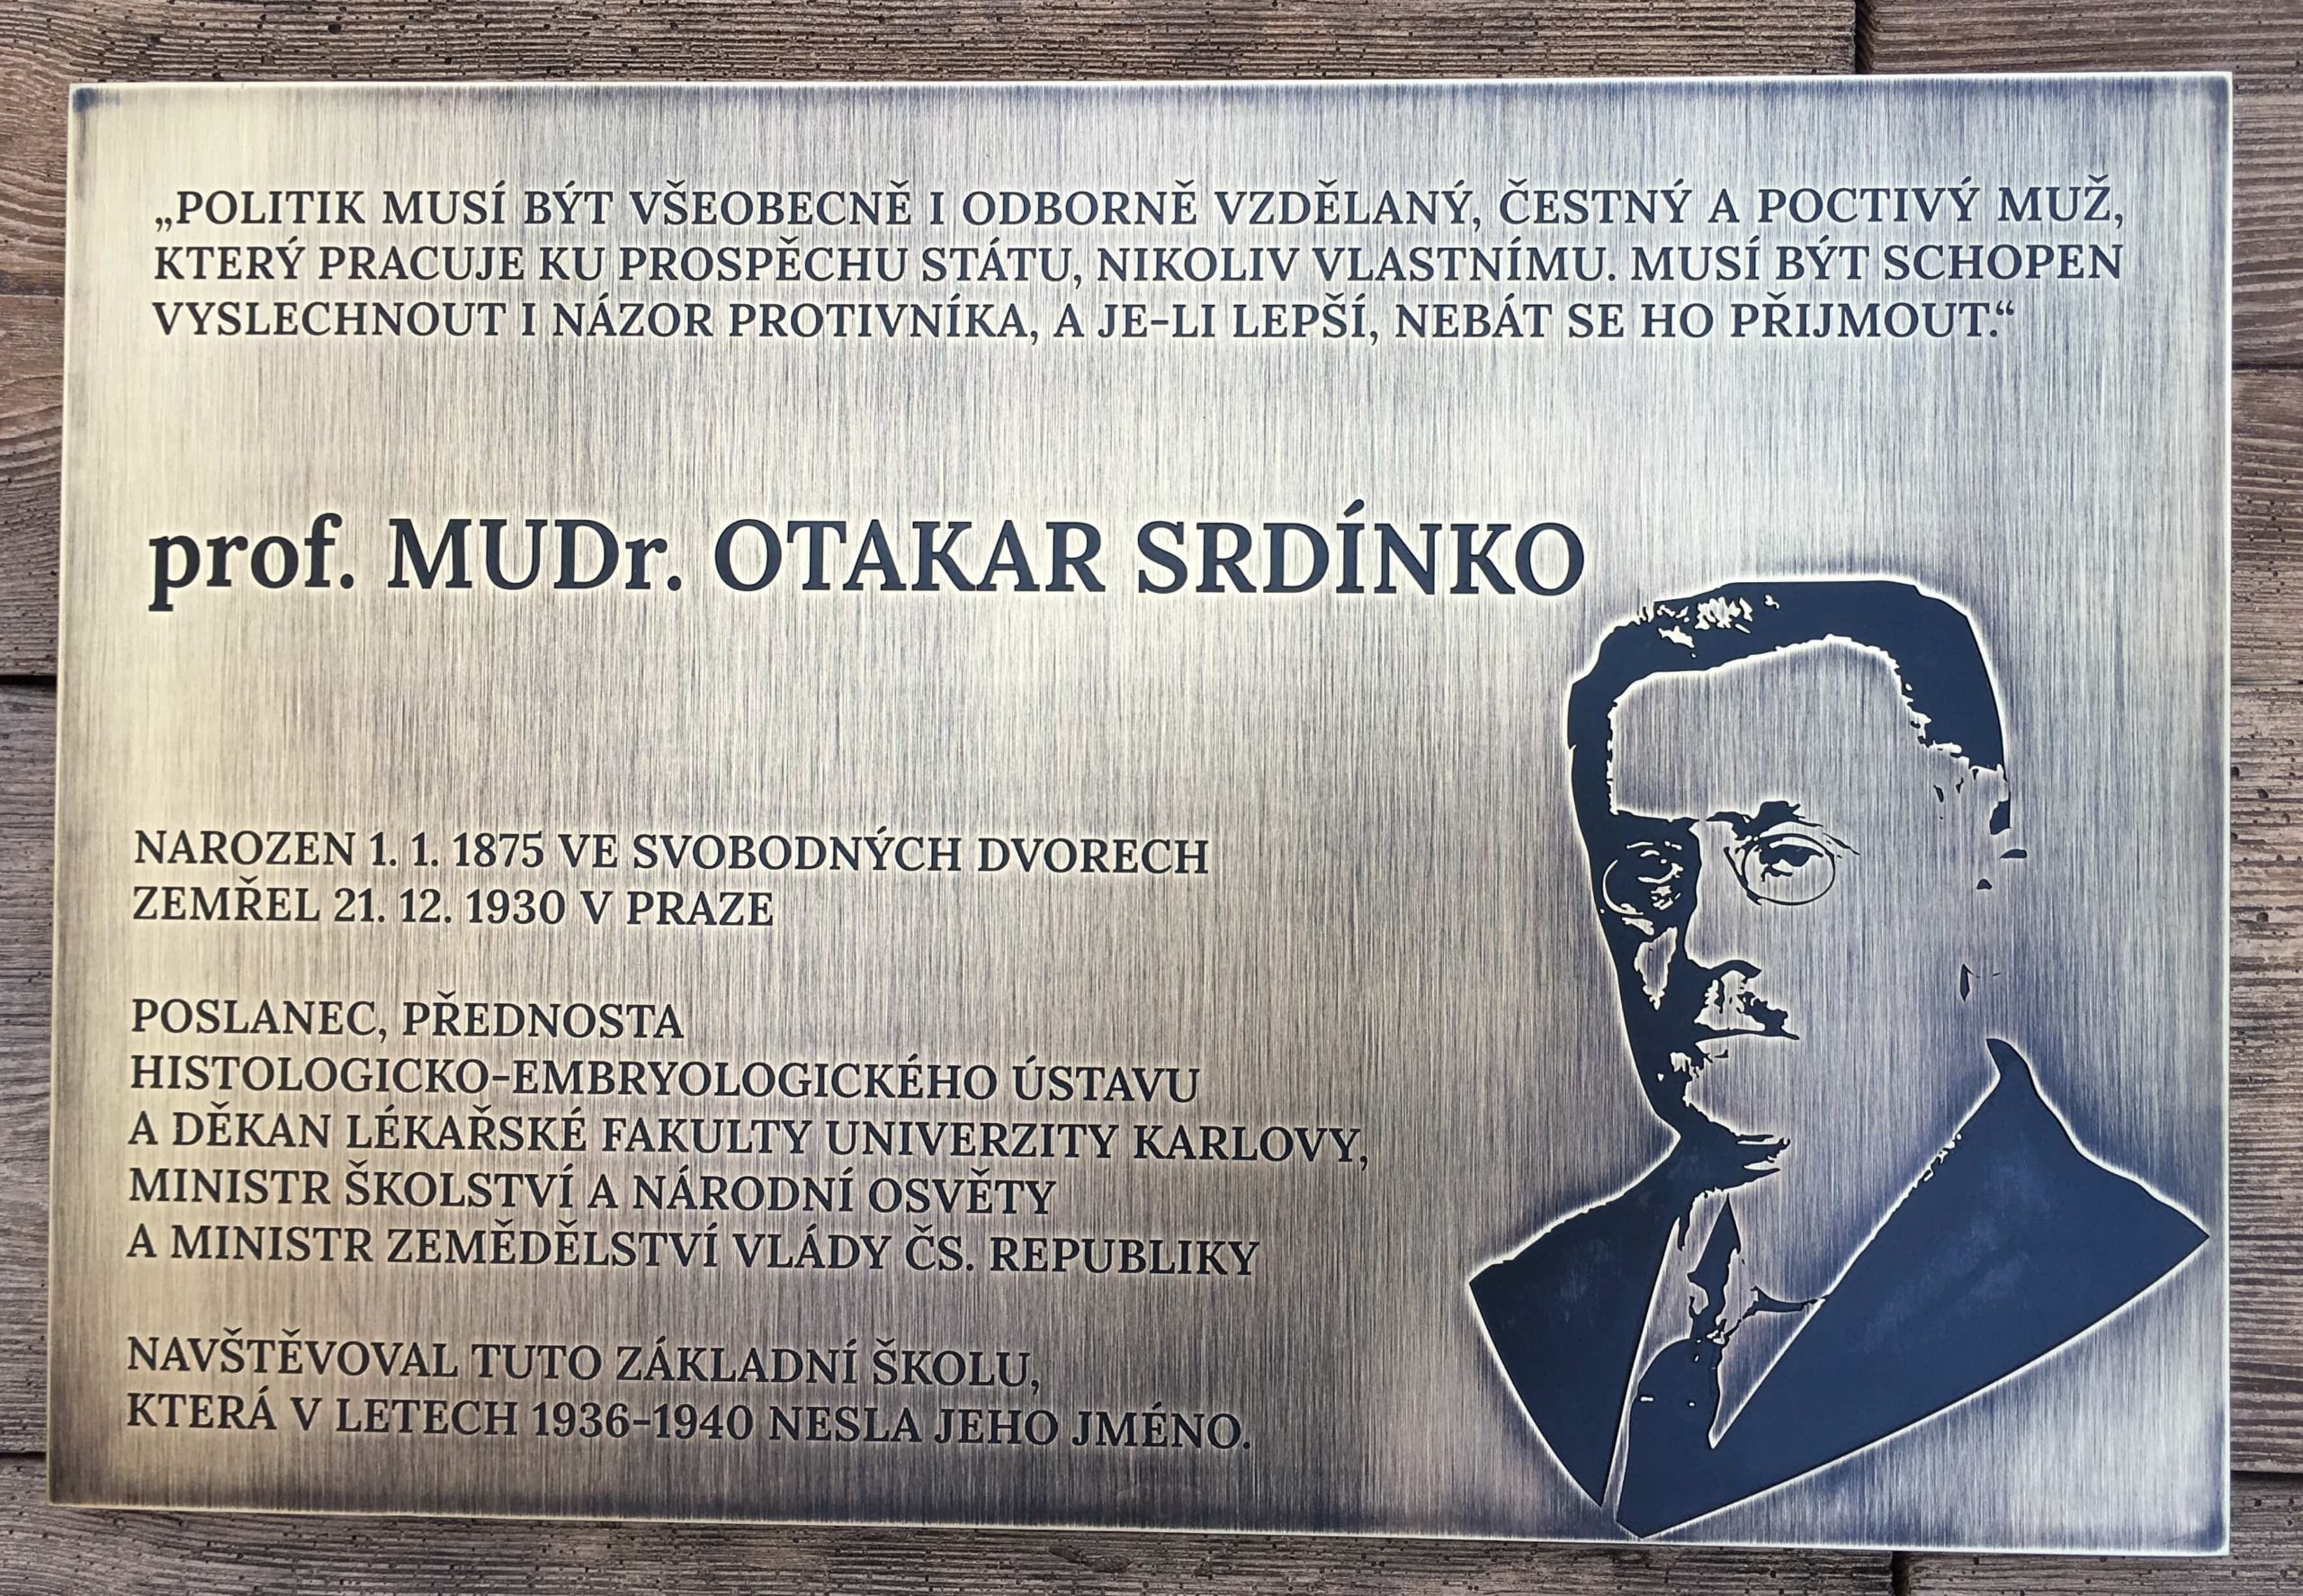 „POLITIK MUSÍ BÝT VŠEOBECNĚ I ODBORNĚ VZDĚLANÝ, ČESTNÝ A POCTIVÝ MUŽ,
KTERÝ PRACUJE KU PROSPĚCHU STÁTU, NIKOLIV VLASTNÍMU. MUSÍ BÝT SCHOPEN
VYSLECHNOUT I NÁZOR PROTIVNÍKA, A JE-LI LEPŠÍ, NEBÁT SE HO PŘIJMOUT.“
prof. MUDr. OTAKAR SRDÍNKO
NAROZEN 1. 1. 1875 VE SVOBODNÝCH DVORECH
ZEMŘEL 21. 12. 1930 V PRAZE
POSLANEC, PŘEDNOSTA
HISTOLOGICKO-EMBRYOLOGICKÉHO ÚSTAVU
A DĚKAN LÉKAŘSKÉ FAKULTY UNIVERZITY KARLOVY,
MINISTR ŠKOLSTVÍ A NÁRODNÍ OSVĚTY
A MINISTR ZEMĚDĚLSTVÍ VLÁDY ČS. REPUBLIKY
NAVŠTĚVOVAL TUTO ZÁKLADNÍ ŠKOLU,
KTERÁ V LETECH 1936-1940 NESLA JEHO JMÉNO.